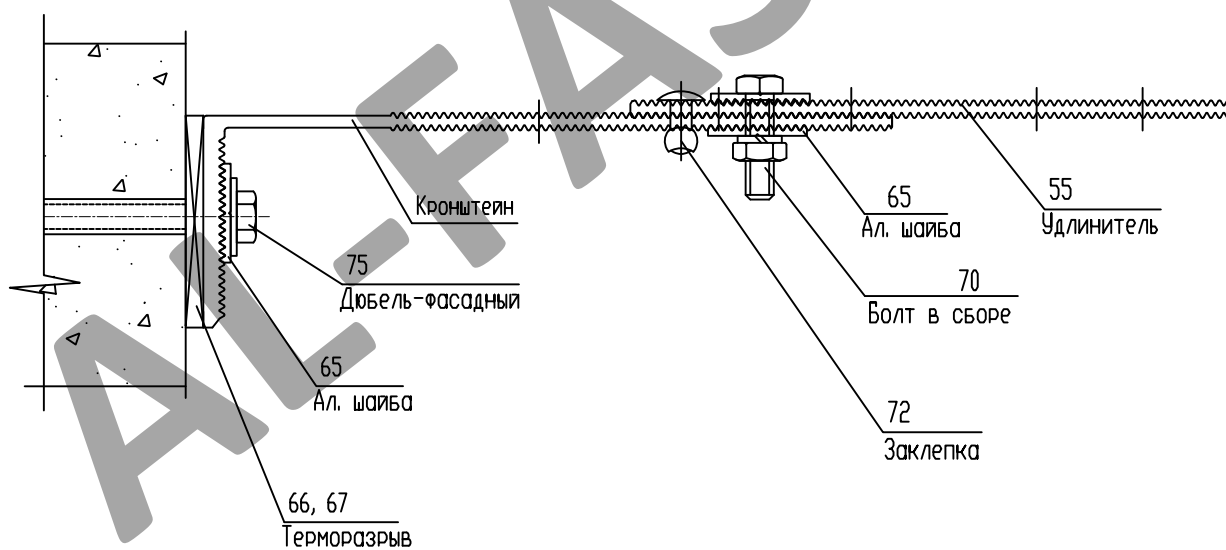 AL-FAS
Кронштейн
75
Дюбель-фасадный
65
Ал. шайба
66, 67
Терморазрыв
65
Ал. шайба
55
Удлинитель
70
Болт в сборе
72
Заклепка